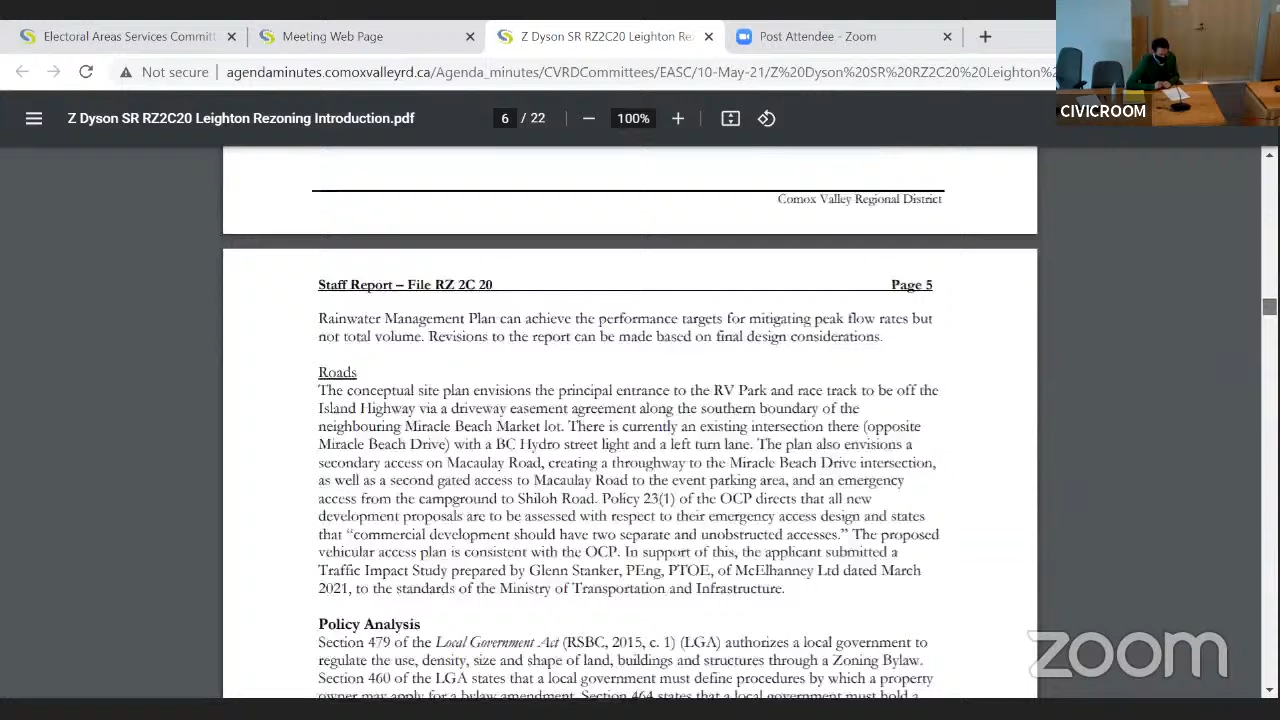 Electoral Areas Services Committ
Meeting Web Page
Z Dyson SR RZ2C20 Leighton Re
Post Attendee - Zoom
Not secure
agendaminutes.comoxvalleyrd.ca/Agenda_minutes/CVRDCommittees/EASC/10-May-21/Z%20Dyson%20SR%20RZ2C20%20Leighton%
CIVICROOM
Z Dyson SR RZ2C20 Leighton Rezoning Introduction.pdf
6 / 22
100%
Comox Valley Regional District
Staff Report – File RZ 2C 20 Page 5
Rainwater Management Plan can achieve the performance targets for mitigating peak flow rates but
not total volume. Revisions to the report can be made based on final design considerations.
Roads
The conceptual site plan envisions the principal entrance to the RV Park and race track to be off the
Island Highway via a driveway easement agreement along the southern boundary of the
neighbouring Miracle Beach Market lot. There is currently an existing intersection there (opposite
Miracle Beach Drive) with a BC Hydro street light and a left turn lane. The plan also envisions a
secondary access on Macaulay Road, creating a throughway to the Miracle Beach Drive intersection,
as well as a second gated access to Macaulay Road to the event parking area, and an emergency
access from the campground to Shiloh Road. Policy 23(1) of the OCP directs that all new
development proposals are to be assessed with respect to their emergency access design and states
that “commercial development should have two separate and unobstructed accesses.” The proposed
vehicular access plan is consistent with the OCP. In support of this, the applicant submitted a
Traffic Impact Study prepared by Glenn Stanker, PEng, PTOE, of McElhanney Ltd dated March
2021, to the standards of the Ministry of Transportation and Infrastructure.
Policy Analysis
Section 479 of the Local Government Act (RSBC, 2015, c. 1) (LGA) authorizes a local government to
regulate the use, density, size and shape of land, buildings and structures through a Zoning Bylaw.
Section 460 of the LGA states that a local government must define procedures by which a property
owner may apply for a bylaw amendment. Section 464 states that a local government must hold a
zoom